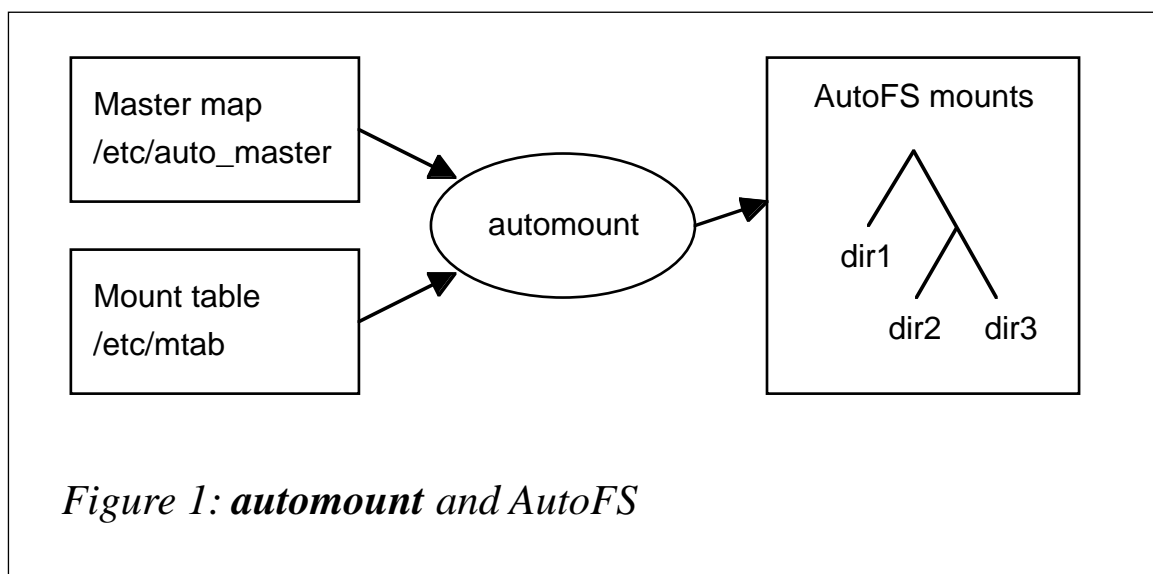 Master map
/etc/auto_master
Mount table
/etc/mtab
automount
AutoFS mounts
dir1
dir2
dir3
Figure 1: automount and AutoFS